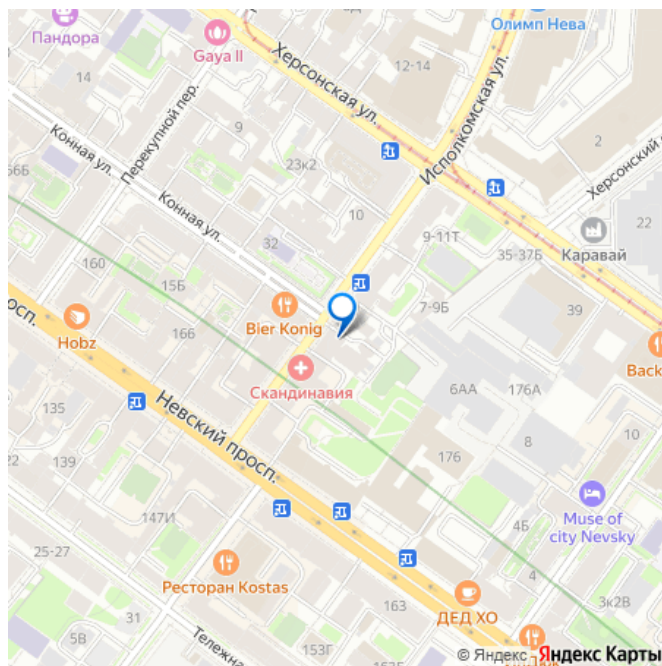 Пандора
Gaya II
Олимп Нева
14
12-14
Херсонская ул.
Исполкомская ул.
Перекупной пер.
9
2
Конная ул.
23к2
Херсонский
66Б
Конная ул.
10
22
9-11Т
Каравай
32
35-37Б
160
15Б
7-9Б
39
осп.
Hobz
166
Bier Konig
Back
Скандинавия
6АА
176А
135
Невский просп.
8
10
22
139
176
147И
4Б
Muse of
city Nevsky
25-27
Ресторан Kostas
4
31
163
ДЕД ХО
3к2В
5В
Тележная
153Г
© Яндекс Яндекс Карты